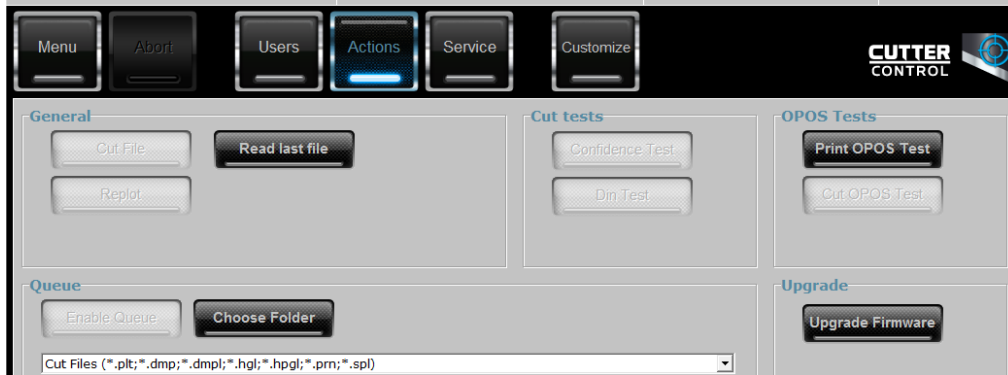 Menu
Abort
Users
Actions
Service
Customize
CUTTER
CONTROL
General
Cut File
Read last file
Replot
Cut tests
Confidence Test
Din Test
OPOS Tests
Print OPOS Test
Cut OPOS Test
Queue
Enable Queue
Choose Folder
Cut Files (*.plt;*.dmp;*.dmpl;*.hgl;*.hpgl;*.prn;*.spl)
Upgrade
Upgrade Firmware